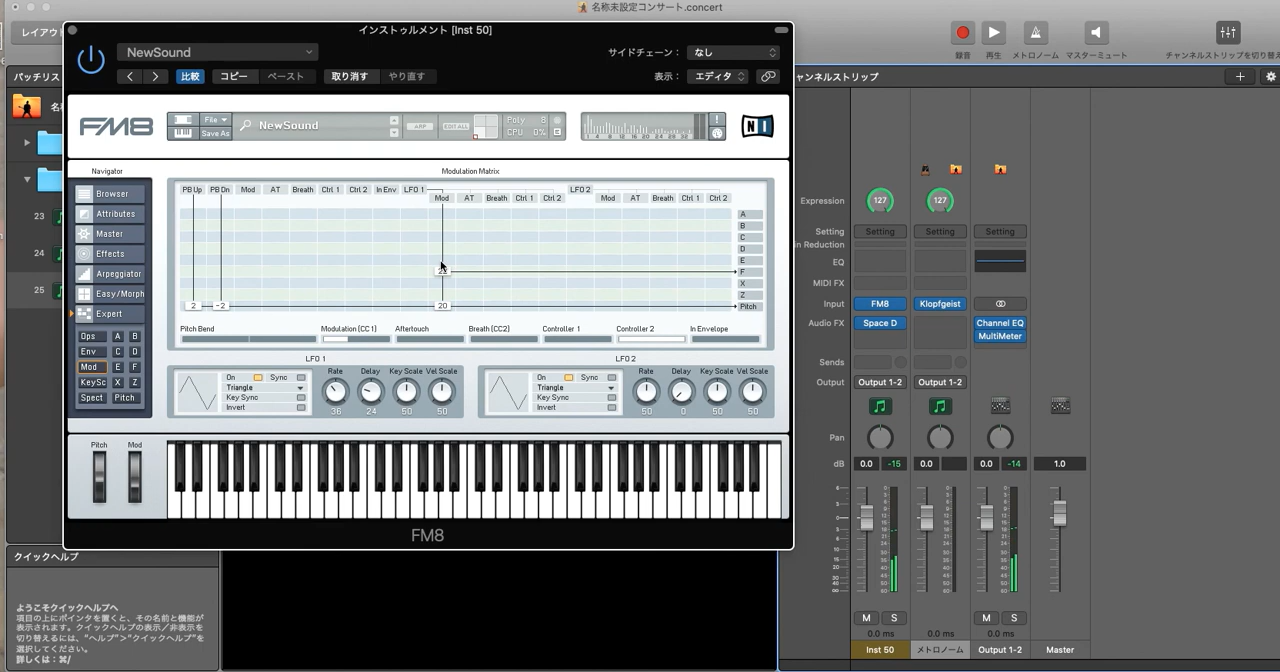 名称未設定コンサート.concert
レイアウ
録音 再生 メトロノーム マスターミュート チャンネルストリップを切り替え
インストゥルメント [Inst 50]
NewSound
サイドチェーン： なし
比較 コピー ペースト 取り消す やり直す
表示： エディタ
パッチリス
チャンネルストリップ
FM8
File
Save As
NewSound
ARP EDIT ALL
Poly 8
CPU 0%
E
1 4 8 12 16 20 24 28 32
!
NI
Navigator
Browser
Attributes
Master
Effects
Arpeggiator
Easy/Morph
Expert
Ops A B
Env C D
Mod E F
KeySc X Z
Spect Pitch
Modulation Matrix
PB Up PB Dn Mod AT Breath Ctrl 1 Ctrl 2 In Env LFO 1 LFO 2
Mod AT Breath Ctrl 1 Ctrl 2 Mod AT Breath Ctrl 1 Ctrl 2
A
B
C
D
E
F
X
Z
2 -2 20 Pitch
Pitch Bend Modulation (CC1) Aftertouch Breath (CC2) Controller 1 Controller 2 In Envelope
LFO 1
On Sync
Triangle
Key Sync
Invert
Rate Delay Key Scale Vel Scale
36 24 50 50
LFO 2
On Sync
Triangle
Key Sync
Invert
Rate Delay Key Scale Vel Scale
50 0 50 50
Pitch Mod
FM8
名
23
24
25
クイックヘルプ
ようこそクイックヘルプへ
項目の上にポインタを置くと、その名前と機能が
表示されます。クイックヘルプの表示／非表示を
切り替えるには、"ヘルプ">"クイックヘルプ"を
選択してください。
詳しくは：⌘/
Expression 127 127
Setting Setting Setting Setting
in Reduction
EQ
MIDI FX
Input FM8 Klopfgeist
Audio FX Space D Channel EQ
MultiMeter
Sends
Output Output 1-2 Output 1-2
Pan
dB 0.0 -15 0.0 0.0 -14 1.0
M S M S
0.0 ms 0.0 ms 0.0 ms
Inst 50 メトロノーム Output 1-2 Master